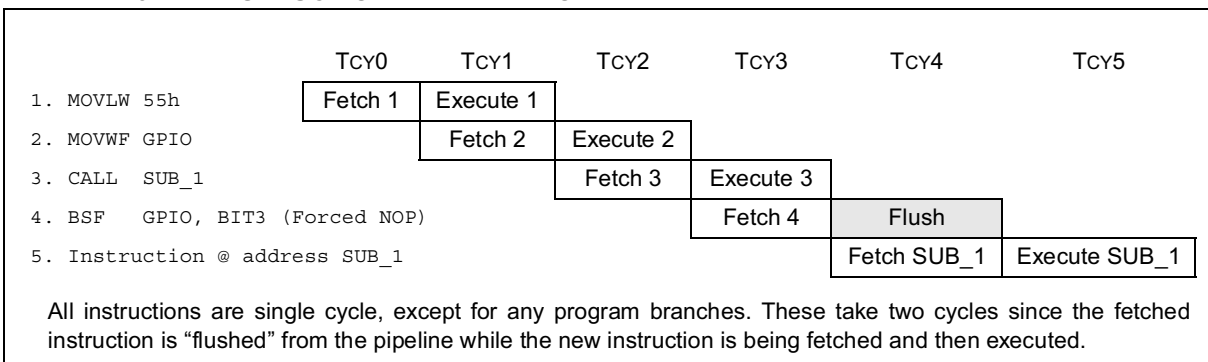 TCY0 TCY1 TCY2 TCY3 TCY4 TCY5
1. MOVLW 55h Fetch 1 Execute 1
2. MOVWF GPIO Fetch 2 Execute 2
3. CALL SUB_1 Fetch 3 Execute 3
4. BSF GPIO, BIT3 (Forced NOP) Fetch 4 Flush
5. Instruction @ address SUB_1 Fetch SUB_1 Execute SUB_1
All instructions are single cycle, except for any program branches. These take two cycles since the fetched
instruction is “flushed” from the pipeline while the new instruction is being fetched and then executed.